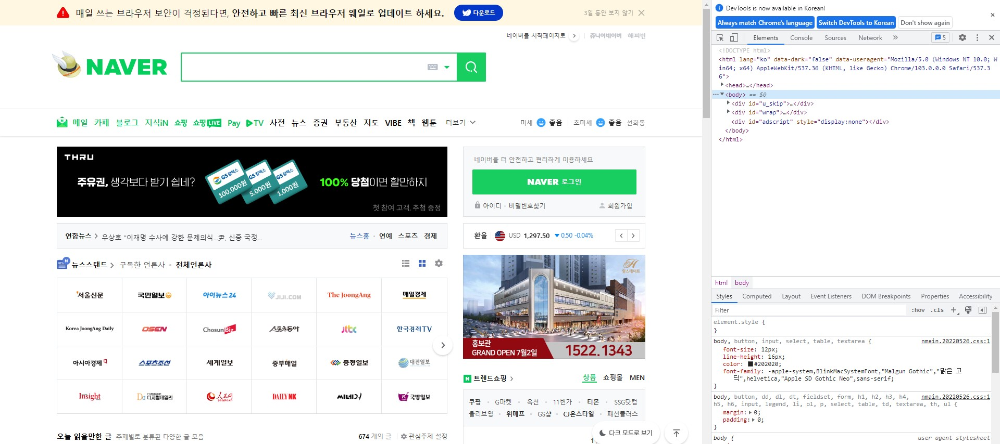 매일 쓰는 브라우저 보안이 걱정된다면, 안전하고 빠른 최신 브라우저 웨일로 업데이트 하세요. 다운로드 3일 동안 보지 않기
네이버를 시작페이지로 쥬니어네이버 해피빈
NAVER
메일 카페 블로그 지식iN 쇼핑 쇼핑LIVE Pay TV 사전 뉴스 증권 부동산 지도 VIBE 책 웹툰 더보기 미세 좋음 초미세 좋음 선화동
THRU
주유권, 생각보다 받기 쉽네?
GS칼텍스 100,000원
GS칼텍스 5,000원
GS칼텍스 1,000원
100% 당첨이면 할만하지
첫 참여 고객, 추첨 증정
네이버를 더 안전하고 편리하게 이용하세요
NAVER 로그인
아이디 · 비밀번호찾기 회원가입
연합뉴스 > 우상호 "이재명 수사에 강한 문제의식...尹, 신중 국정... 뉴스홈 · 연예 스포츠 경제
환율 USD 1,297.50 ▼0.50 -0.04%
뉴스스탠드 > 구독한 언론사 · 전체언론사
서울신문 국민일보 아이뉴스24 JIJI.COM The JoongAng 매일경제
Korea JoongAng Daily OSEN ChosunBiz 스포츠동아 jtbc 한국경제TV
아시아경제 스포츠조선 세계일보 중부매일 충청일보 대전일보
Insight 디지털데일리 人民网 people.cn DAILY NK 씨네21 국방일보
힐스테이트
홍보관
GRAND OPEN 7월2일
1522.1343
트렌드쇼핑 > 상품 쇼핑몰 MEN
쿠팡 · G마켓 · 옥션 · 11번가 · 티몬 · SSG닷컴
올리브영 · 위메프 · GS샵 · CJ온스타일 · 패션플러스
오늘 읽을만한 글 주제별로 분류된 다양한 글 모음 674 개의 글 관심주제 설정
다크 모드로 보기
DevTools is now available in Korean!
Always match Chrome's language Switch DevTools to Korean Don't show again
Elements Console Sources Network » 5
<!DOCTYPE html>
<html lang="ko" data-dark="false" data-useragent="Mozilla/5.0 (Windows NT 10.0; W
in64; x64) AppleWebKit/537.36 (KHTML, like Gecko) Chrome/103.0.0.0 Safari/537.3
6">
<head>…</head>
<body> == $0
<div id="u_skip">…</div>
<div id="wrap">…</div>
<div id="adscript" style="display:none"></div>
</body>
</html>
html body
Styles Computed Layout Event Listeners DOM Breakpoints Properties Accessibility
Filter :hov .cls +
element.style {
}
body, button, input, select, table, textarea { nmain.20220526.css:1
font-size: 12px;
line-height: 16px;
color: #202020;
font-family: -apple-system,BlinkMacSystemFont,"Malgun Gothic","맑은 고
딕",helvetica,"Apple SD Gothic Neo",sans-serif;
}
body, button, dd, dl, dt, fieldset, form, h1, h2, h3, h4, nmain.20220526.css:1
h5, h6, input, legend, li, ol, p, select, table, td, textarea, th, ul {
margin: 0;
padding: 0;
}
body { user agent stylesheet